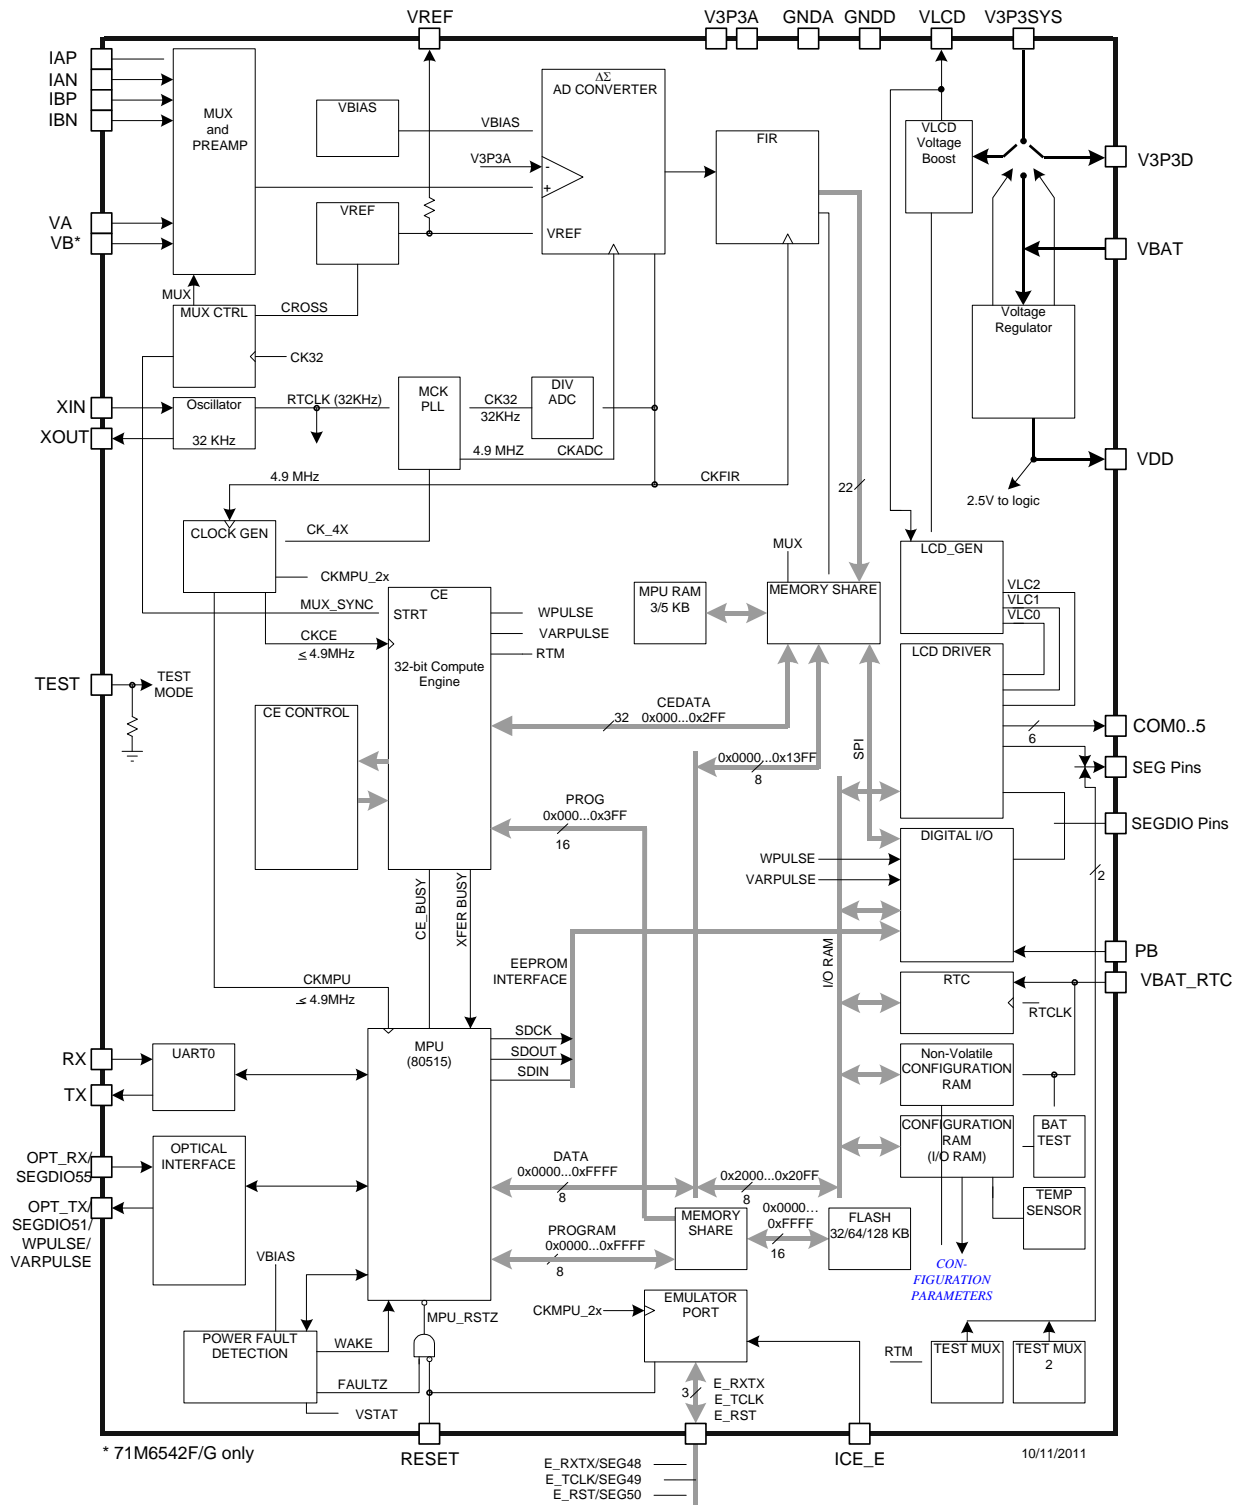 VREF
V3P3A
GNDA
GNDD
VLCD
V3P3SYS
IAP
IAN
IBP
IBN
VA
VB*
MUX
and
PREAMP
VBIAS
VBIAS
V3P3A
ΔΣ
AD CONVERTER
-
+
VREF
VREF
FIR
VLCD
Voltage
Boost
V3P3D
VBAT
Voltage
Regulator
VDD
2.5V to logic
MUX
MUX CTRL
CROSS
CK32
XIN
XOUT
Oscillator
32 KHz
RTCLK (32KHz)
MCK
PLL
CK32
32KHz
DIV
ADC
4.9 MHZ
CKADC
4.9 MHz
CKFIR
22
CLOCK GEN
CK_4X
CKMPU_2x
MUX_SYNC
CKCE
≤ 4.9MHz
CE
STRT
32-bit Compute
Engine
WPULSE
VARPULSE
RTM
MUX
MPU RAM
3/5 KB
MEMORY SHARE
LCD_GEN
VLC2
VLC1
VLC0
LCD DRIVER
TEST
TEST
MODE
CE CONTROL
CEDATA
32
0x000...0x2FF
0x0000...0x13FF
8
SPI
6
COM0..5
SEG Pins
SEGDIO Pins
PROG
0x000...0x3FF
16
DIGITAL I/O
WPULSE
VARPULSE
2
CE_BUSY
XFER BUSY
EEPROM
INTERFACE
I/O RAM
PB
VBAT_RTC
CKMPU
≤ 4.9MHz
RTC
RTCLK
RX
TX
UART0
MPU
(80515)
SDCK
SDOUT
SDIN
Non-Volatile
CONFIGURATION
RAM
CONFIGURATION
RAM
(I/O RAM)
BAT
TEST
TEMP
SENSOR
OPT_RX/
SEGDIO55
OPT_TX/
SEGDIO51/
WPULSE/
VARPULSE
OPTICAL
INTERFACE
DATA
0x0000...0xFFFF
8
0x2000...0x20FF
8
PROGRAM
0x0000...0xFFFF
8
MEMORY
SHARE
0x0000...
0xFFFF
16
FLASH
32/64/128 KB
CON-
FIGURATION
PARAMETERS
VBIAS
POWER FAULT
DETECTION
WAKE
FAULTZ
VSTAT
MPU_RSTZ
CKMPU_2x
EMULATOR
PORT
3
E_RXTX
E_TCLK
E_RST
RTM
TEST MUX
TEST MUX
2
* 71M6542F/G only
RESET
ICE_E
10/11/2011
E_RXTX/SEG48
E_TCLK/SEG49
E_RST/SEG50